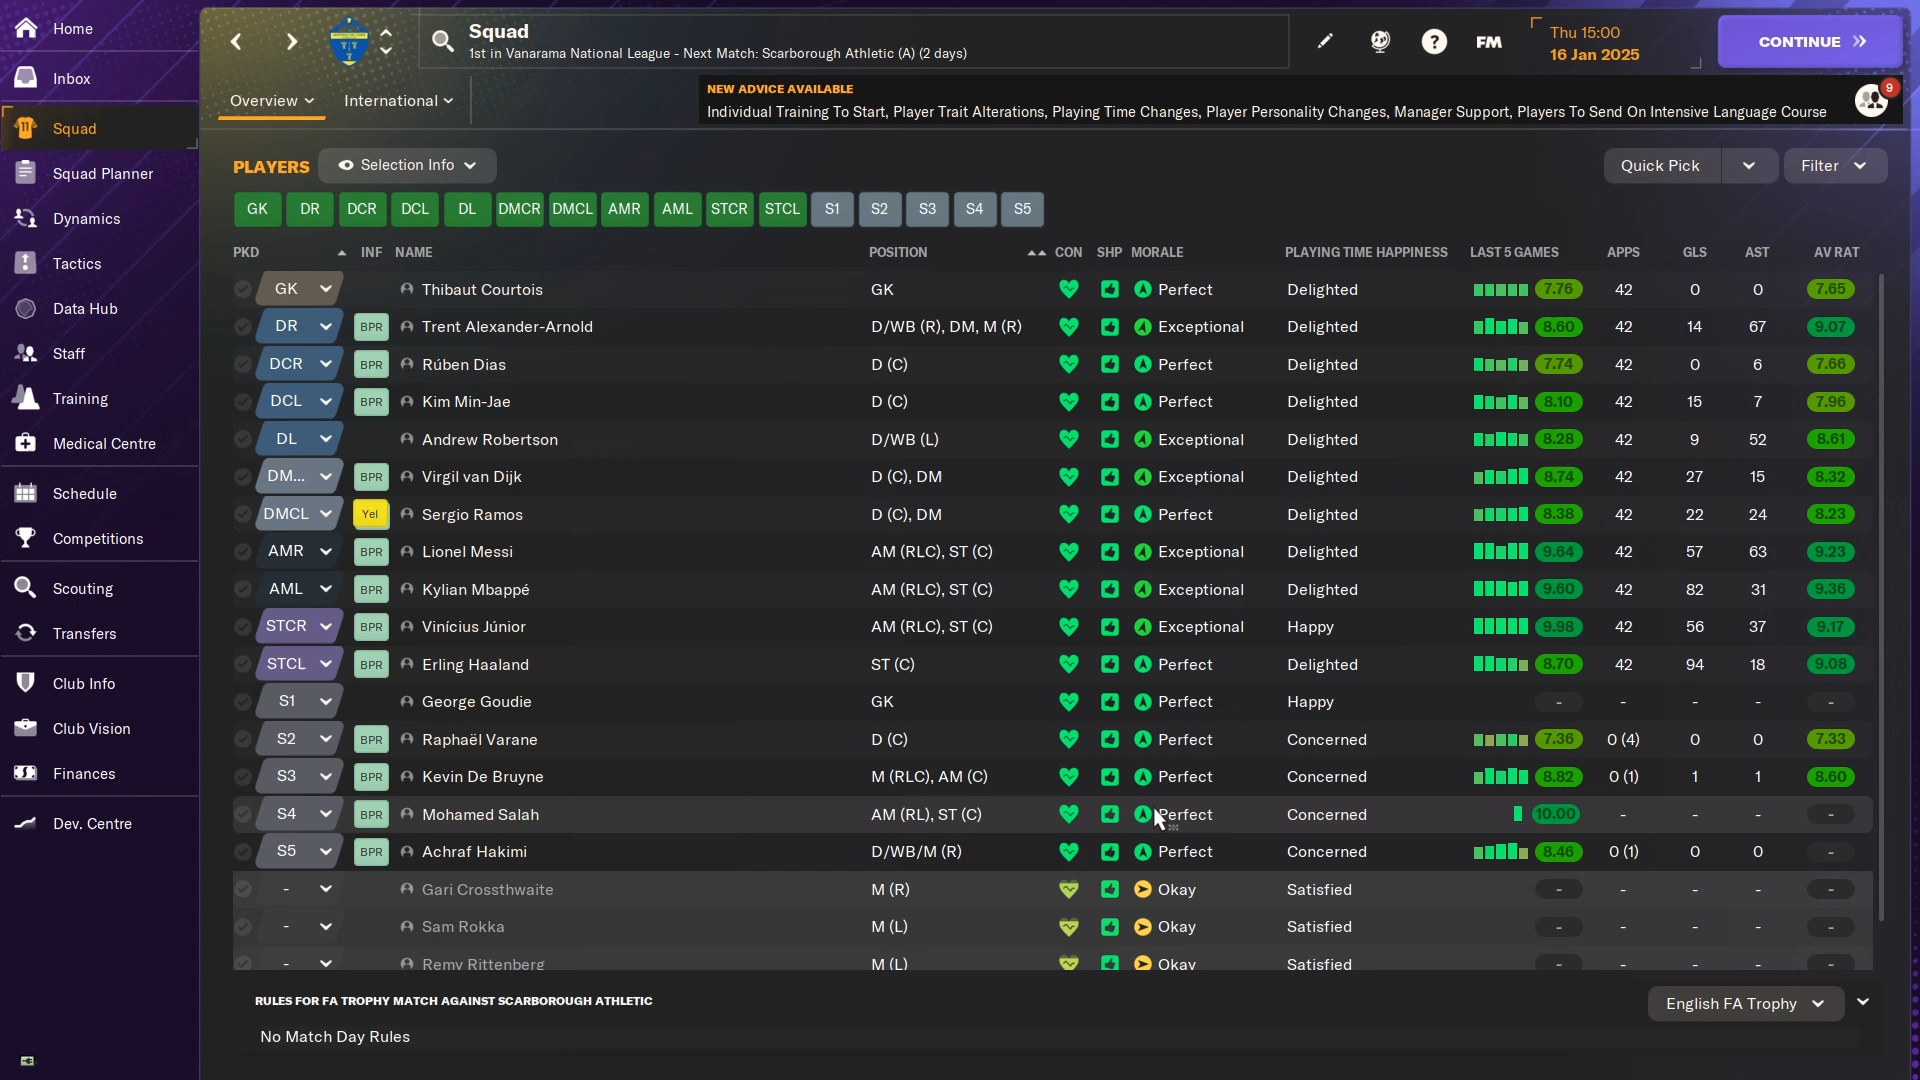 Home
Inbox
Squad
Squad Planner
Dynamics
Tactics
Data Hub
Staff
Training
Medical Centre
Schedule
Competitions
Scouting
Transfers
Club Info
Club Vision
Finances
Dev. Centre
Squad
1st in Vanarama National League - Next Match: Scarborough Athletic (A) (2 days)
FM
Thu 15:00
16 Jan 2025
CONTINUE
Overview International
NEW ADVICE AVAILABLE
Individual Training To Start, Player Trait Alterations, Playing Time Changes, Player Personality Changes, Manager Support, Players To Send On Intensive Language Course
9
PLAYERS Selection Info Quick Pick Filter
GK DR DCR DCL DL DMCR DMCL AMR AML STCR STCL S1 S2 S3 S4 S5
PKD INF NAME POSITION CON SHP MORALE PLAYING TIME HAPPINESS LAST 5 GAMES APPS GLS AST AV RAT
GK Thibaut Courtois GK Perfect Delighted 7.76 42 0 0 7.65
DR BPR Trent Alexander-Arnold D/WB (R), DM, M (R) Exceptional Delighted 8.60 42 14 67 9.07
DCR BPR Rúben Dias D (C) Perfect Delighted 7.74 42 0 6 7.66
DCL BPR Kim Min-Jae D (C) Perfect Delighted 8.10 42 15 7 7.96
DL Andrew Robertson D/WB (L) Exceptional Delighted 8.28 42 9 52 8.61
DM... BPR Virgil van Dijk D (C), DM Exceptional Delighted 8.74 42 27 15 8.32
DMCL Yel Sergio Ramos D (C), DM Perfect Delighted 8.38 42 22 24 8.23
AMR BPR Lionel Messi AM (RLC), ST (C) Exceptional Delighted 9.64 42 57 63 9.23
AML BPR Kylian Mbappé AM (RLC), ST (C) Exceptional Delighted 9.60 42 82 31 9.36
STCR BPR Vinícius Júnior AM (RLC), ST (C) Exceptional Happy 9.98 42 56 37 9.17
STCL BPR Erling Haaland ST (C) Perfect Delighted 8.70 42 94 18 9.08
S1 George Goudie GK Perfect Happy - - - - -
S2 BPR Raphaël Varane D (C) Perfect Concerned 7.36 0 (4) 0 0 7.33
S3 BPR Kevin De Bruyne M (RLC), AM (C) Perfect Concerned 8.82 0 (1) 1 1 8.60
S4 BPR Mohamed Salah AM (RL), ST (C) Perfect Concerned 10.00 - - - -
S5 BPR Achraf Hakimi D/WB/M (R) Perfect Concerned 8.46 0 (1) 0 0 -
- Gari Crossthwaite M (R) Okay Satisfied - - - - -
- Sam Rokka M (L) Okay Satisfied - - - - -
- Remy Rittenberg M (L) Okay Satisfied - - - - -
RULES FOR FA TROPHY MATCH AGAINST SCARBOROUGH ATHLETIC
English FA Trophy
No Match Day Rules